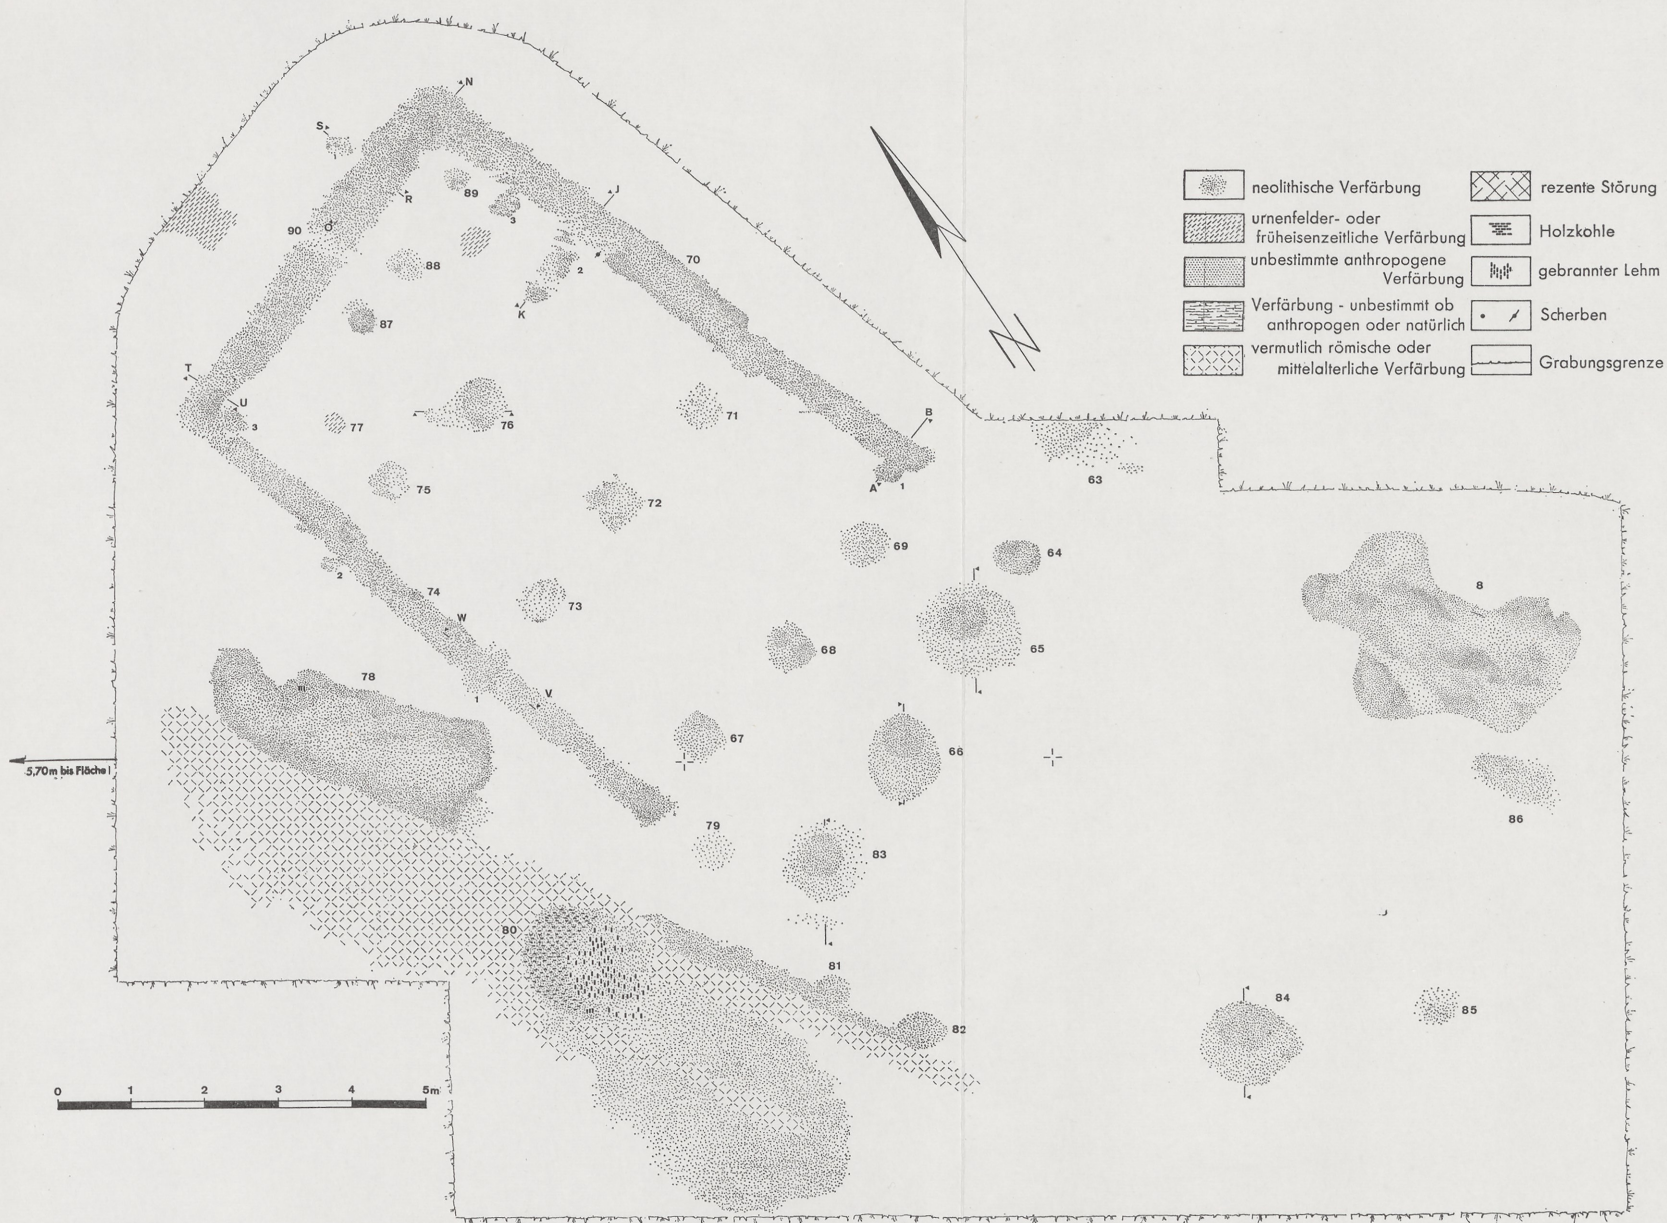 N
S
89
J
R
3
90
O
70
88
2
K
87
T
U
3
77
76
71
B
A
1
63
75
72
69
64
2
74
73
W
68
65
8
78
1
V
67
66
86
5,70m bis Fläche I
79
83
80
81
82
84
85
0 1 2 3 4 5m
N
neolithische Verfärbung
urnenfelder- oder
früheisenzeitliche Verfärbung
unbestimmte anthropogene
Verfärbung
Verfärbung - unbestimmt ob
anthropogen oder natürlich
vermutlich römische oder
mittelalterliche Verfärbung
rezente Störung
Holzkohle
gebrannter Lehm
Scherben
Grabungsgrenze